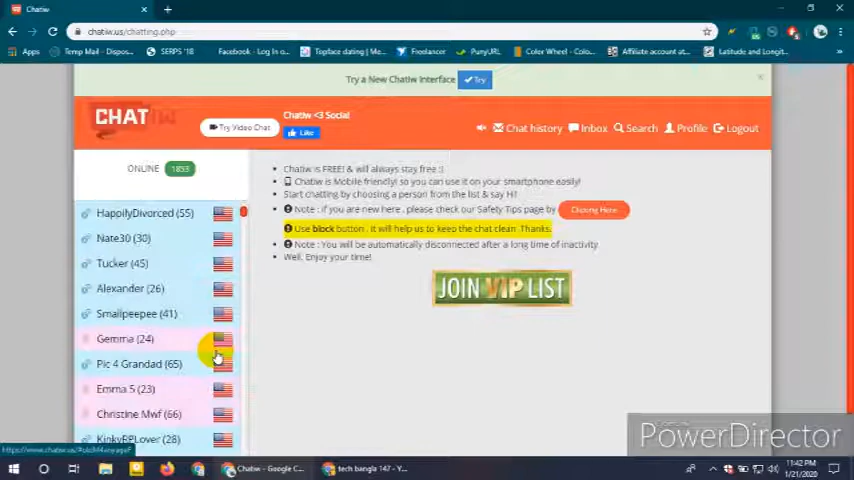 Chatiw
chatiw.us/chatting.php
Apps
Temp Mail - Dispos...
SERPS '18
Facebook - Log In o...
Topface dating | Me...
Freelancer
PunyURL
Color Wheel - Colo...
Affiliate account at...
Latitude and Longit...
Try a New Chatiw Interface
Try
CHATIW
Try Video Chat
Chatiw <3 Social
Like
Chat history
Inbox
Search
Profile
Logout
ONLINE 1853
Chatiw is FREE! & will always stay free :)
Chatiw is Mobile friendly! so you can use it on your smartphone easily!
Start chatting by choosing a person from the list & say Hi!
Note : if you are new here , please check our Safety Tips page by Clicking Here
Use block button , It will help us to keep the chat clean. Thanks.
Note : You will be automatically disconnected after a long time of inactivity
Well, Enjoy your time!
JOIN VIP LIST
HappilyDivorced (55)
Nate30 (30)
Tucker (45)
Alexander (26)
Smallpeepee (41)
Gemma (24)
Pic 4 Grandad (65)
Emma S (23)
Christine Mwf (66)
KinkyRPLover (28)
PowerDirector
Chatiw - Google C...
tech bangla 147 - Y...
11:42 PM
1/21/2020